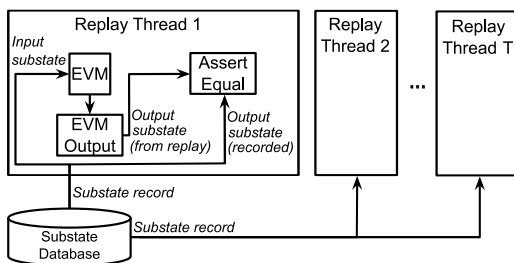 Replay Thread 1
Input
substate
EVM
EVM
Output
Output
substate
(from replay)
Assert
Equal
Output
substate
(recorded)
Substate record
Substate
Database
Substate record
Replay
Thread 2
...
Replay
Thread T